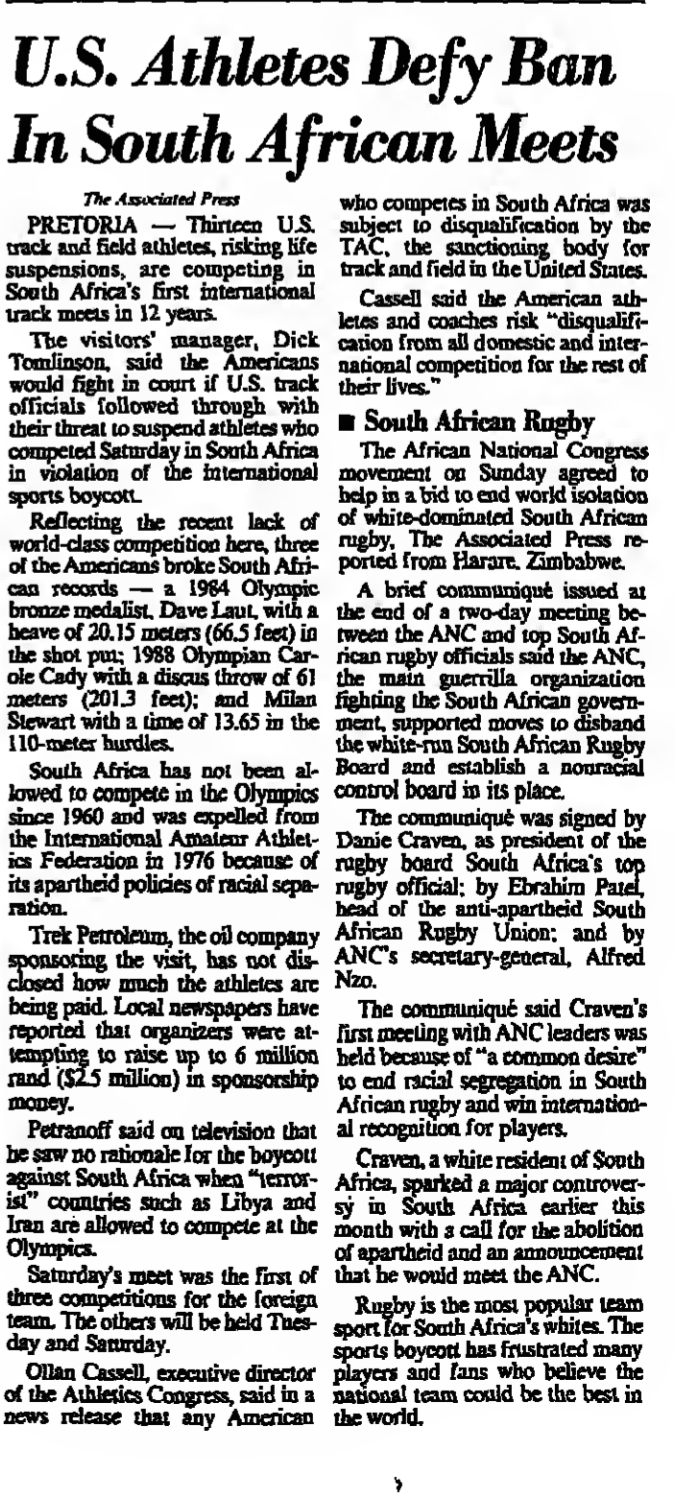 U.S. Athletes Defy Ban
In South African Meets
The Associated Press
PRETORIA — Thirteen U.S.
track and field athletes, risking life
suspensions, are competing in
South Africa's first international
track meets in 12 years.
The visitors' manager, Dick
Tomlinson, said the Americans
would fight in court if U.S. track
officials followed through with
their threat to suspend athletes who
competed Saturday in South Africa
in violation of the international
sports boycott.
Reflecting the recent lack of
world-class competition here, three
of the Americans broke South Afri-
can records — a 1984 Olympic
bronze medalist, Dave Laut, with a
heave of 20.15 meters (66.5 feet) in
the shot put; 1988 Olympian Car-
ole Cady with a discus throw of 61
meters (201.3 feet); and Milan
Stewart with a time of 13.65 in the
110-meter hurdles.
South Africa has not been al-
lowed to compete in the Olympics
since 1960 and was expelled from
the International Amateur Athlet-
ics Federation in 1976 because of
its apartheid policies of racial sepa-
ration.
Trek Petroleum, the oil company
sponsoring the visit, has not dis-
closed how much the athletes are
being paid. Local newspapers have
reported that organizers were at-
tempting to raise up to 6 million
rand ($2.5 million) in sponsorship
money.
Petranoff said on television that
he saw no rationale for the boycott
against South Africa when "terror-
ist" countries such as Libya and
Iran are allowed to compete at the
Olympics.
Saturday's meet was the first of
three competitions for the foreign
team. The others will be held Tues-
day and Saturday.
Ollan Cassell, executive director
of the Athletics Congress, said in a
news release that any American
who competes in South Africa was
subject to disqualification by the
TAC, the sanctioning body for
track and field in the United States.
Cassell said the American ath-
letes and coaches risk "disqualifi-
cation from all domestic and inter-
national competition for the rest of
their lives."
■ South African Rugby
The African National Congress
movement on Sunday agreed to
help in a bid to end world isolation
of white-dominated South African
rugby, The Associated Press re-
ported from Harare, Zimbabwe.
A brief communiqué issued at
the end of a two-day meeting be-
tween the ANC and top South Af-
rican rugby officials said the ANC,
the main guerrilla organization
fighting the South African govern-
ment, supported moves to disband
the white-run South African Rugby
Board and establish a nonracial
control board in its place.
The communiqué was signed by
Danie Craven, as president of the
rugby board South Africa's top
rugby official; by Ebrahim Patel,
head of the anti-apartheid South
African Rugby Union; and by
ANC's secretary-general, Alfred
Nzo.
The communiqué said Craven's
first meeting with ANC leaders was
held because of "a common desire"
to end racial segregation in South
African rugby and win internation-
al recognition for players.
Craven, a white resident of South
Africa, sparked a major controver-
sy in South Africa earlier this
month with a call for the abolition
of apartheid and an announcement
that he would meet the ANC.
Rugby is the most popular team
sport for South Africa's whites. The
sports boycott has frustrated many
players and fans who believe the
national team could be the best in
the world.